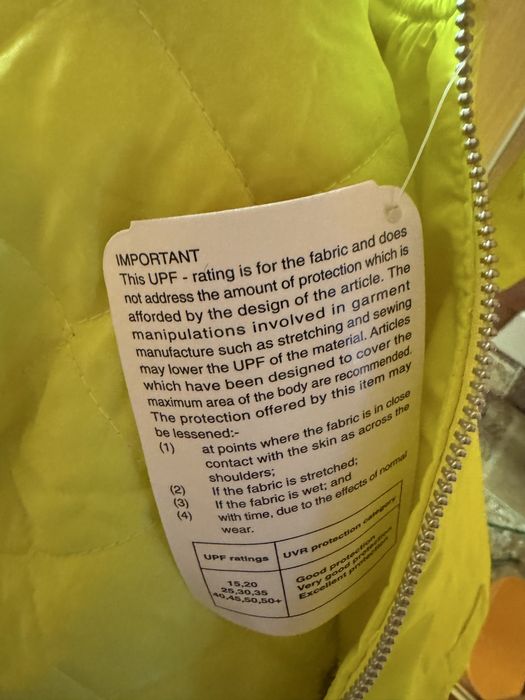 IMPORTANT
This UPF - rating is for the fabric and does
not address the amount of protection which is
afforded by the design of the article. The
manipulations involved in garment
manufacture such as stretching and sewing
may lower the UPF of the material. Articles
which have been designed to cover the
maximum area of the body are recommended.
The protection offered by this item may
be lessened:-
(1) at points where the fabric is in close
contact with the skin as across the
shoulders;
(2) If the fabric is stretched;
(3) If the fabric is wet; and
(4) with time, due to the effects of normal
wear.
UPF ratings UVR protection category
15,20 Good protection
25,30,35 Very good protection
40,45,50,50+ Excellent protection